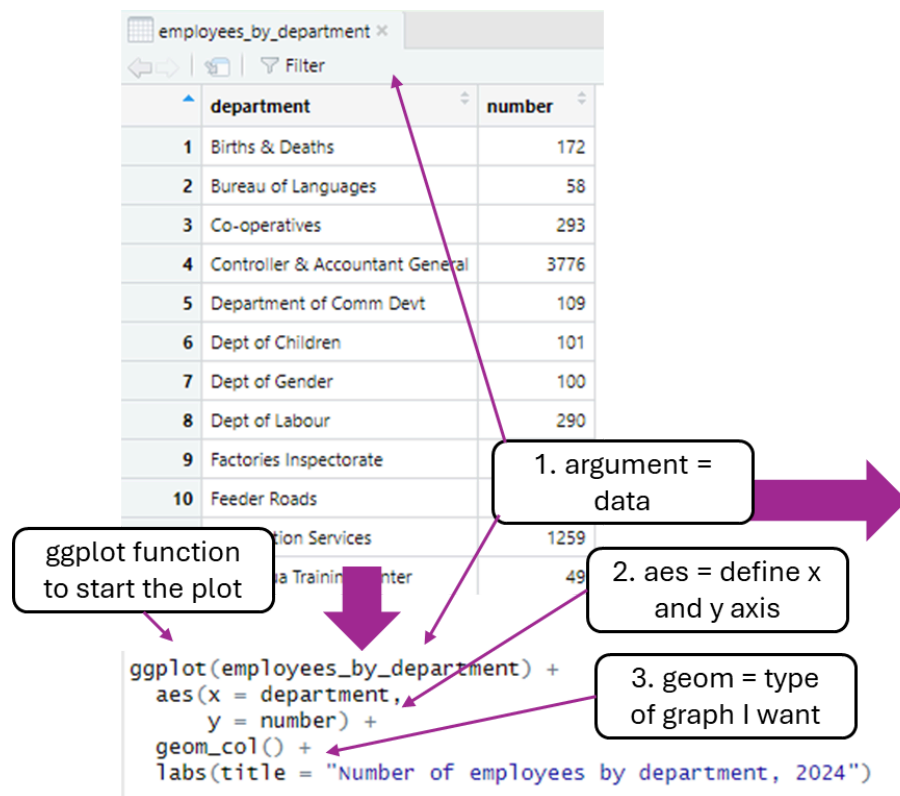 employees_by_department ×
Filter
department number
1 Births & Deaths 172
2 Bureau of Languages 58
3 Co-operatives 293
4 Controller & Accountant General 3776
5 Department of Comm Devt 109
6 Dept of Children 101
7 Dept of Gender 100
8 Dept of Labour 290
9 Factories Inspectorate
10 Feeder Roads
1. argument =
data
Services 1259
49
ggplot function
to start the plot
2. aes = define x
and y axis
3. geom = type
of graph I want
ggplot(employees_by_department) +
aes(x = department,
y = number) +
geom_col() +
labs(title = "Number of employees by department, 2024")